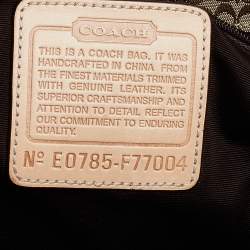 COACH
THIS IS A COACH BAG. IT WAS
HANDCRAFTED IN CHINA FROM
THE FINEST MATERIALS TRIMMED
WITH GENUINE LEATHER. ITS
SUPERIOR CRAFTSMANSHIP AND
ATTENTION TO DETAIL REFLECT
OUR COMMITMENT TO ENDURING
QUALITY.
No E0785-F77004